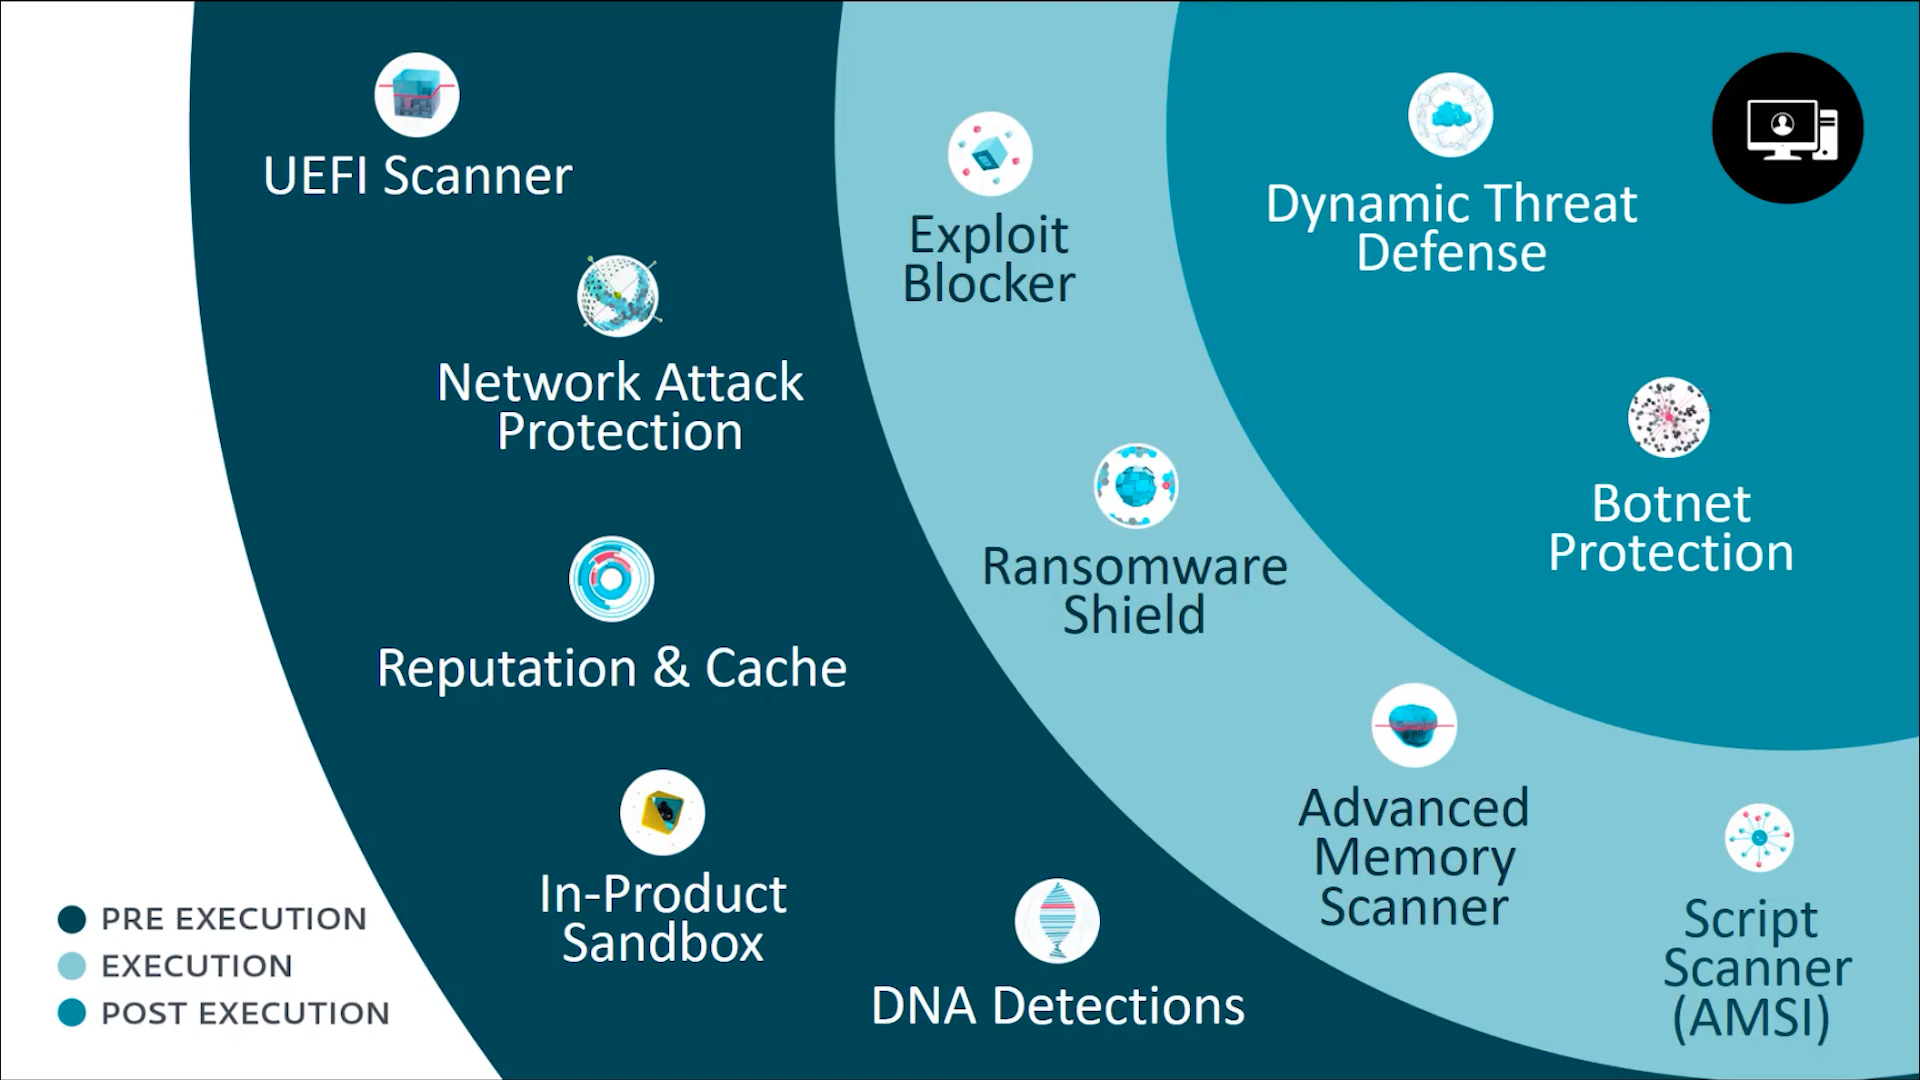 UEFI Scanner
Network Attack
Protection
Reputation & Cache
In-Product
Sandbox
DNA Detections
Exploit
Blocker
Ransomware
Shield
Advanced
Memory
Scanner
Script
Scanner
(AMSI)
Dynamic Threat
Defense
Botnet
Protection
PRE EXECUTION
EXECUTION
POST EXECUTION